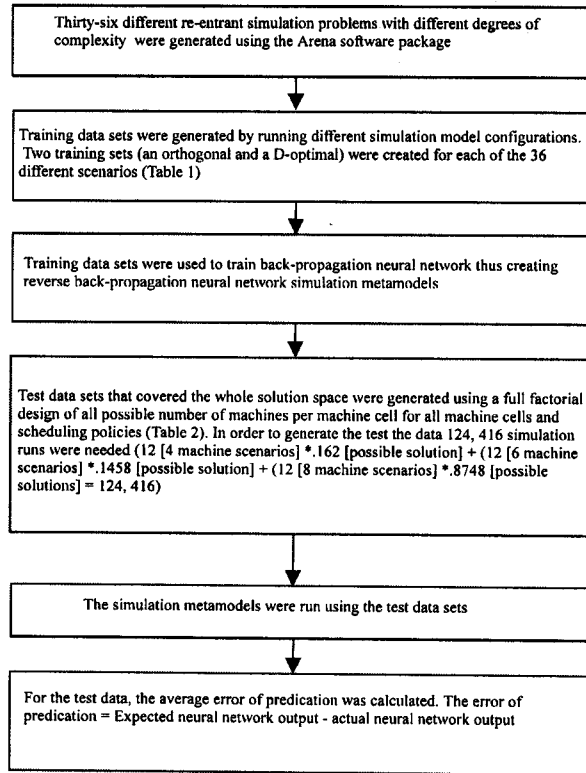 Thirty-six different re-entrant simulation problems with different degrees of
complexity were generated using the Arena software package
Training data sets were generated by running different simulation model configurations.
Two training sets (an orthogonal and a D-optimal) were created for each of the 36
different scenarios (Table 1)
Training data sets were used to train back-propagation neural network thus creating
reverse back-propagation neural network simulation metamodels
Test data sets that covered the whole solution space were generated using a full factorial
design of all possible number of machines per machine cell for all machine cells and
scheduling policies (Table 2). In order to generate the test the data 124, 416 simulation
runs were needed (12 [4 machine scenarios] *.162 [possible solution] + (12 [6 machine
scenarios] *.1458 [possible solution] + (12 [8 machine scenarios] *.8748 [possible
solutions] = 124, 416)
The simulation metamodels were run using the test data sets
For the test data, the average error of predication was calculated. The error of
predication = Expected neural network output - actual neural network output